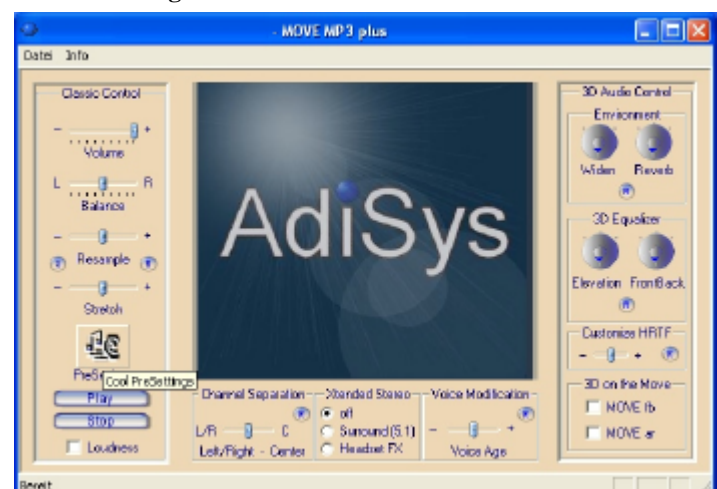 - MOVE MP3 plus
Datei Info
Classic Control
- +
Volume
L R
Balance
- +
Resample
- +
Stretch
Cool PreSettings
Play
Stop
Loudness
AdiSys
Channel Separation
L/R C
Left/Right - Center
Xtended Stereo
off
Surround(5.1)
Headset FX
Voice Modification
- +
Voice Age
3D Audio Control
Environment
Widen Reverb
3D Equalizer
Elevation FrontBack
Customize HRTF
- +
3D on the Move
MOVE fb
MOVE ar
Bereit